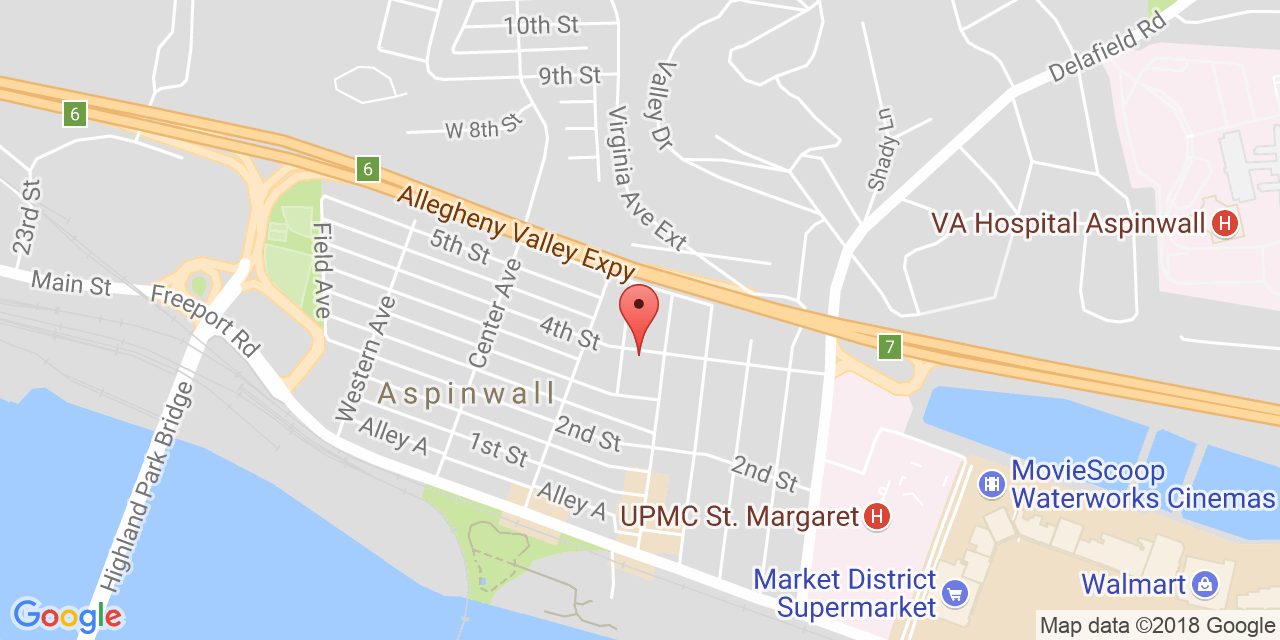 10th St
9th St
W 8th St
Virginia Ave Ext
Valley Dr
Shady Ln
Delafield Rd
6
6
Allegheny Valley Expy
VA Hospital Aspinwall
H
23rd St
Main St
Freeport Rd
Field Ave
5th St
Western Ave
Center Ave
4th St
7
Aspinwall
Highland Park Bridge
Alley A
1st St
2nd St
2nd St
Alley A
MovieScoop
Waterworks Cinemas
UPMC St. Margaret
H
Market District
Supermarket
Walmart
Google
Map data ©2018 Google